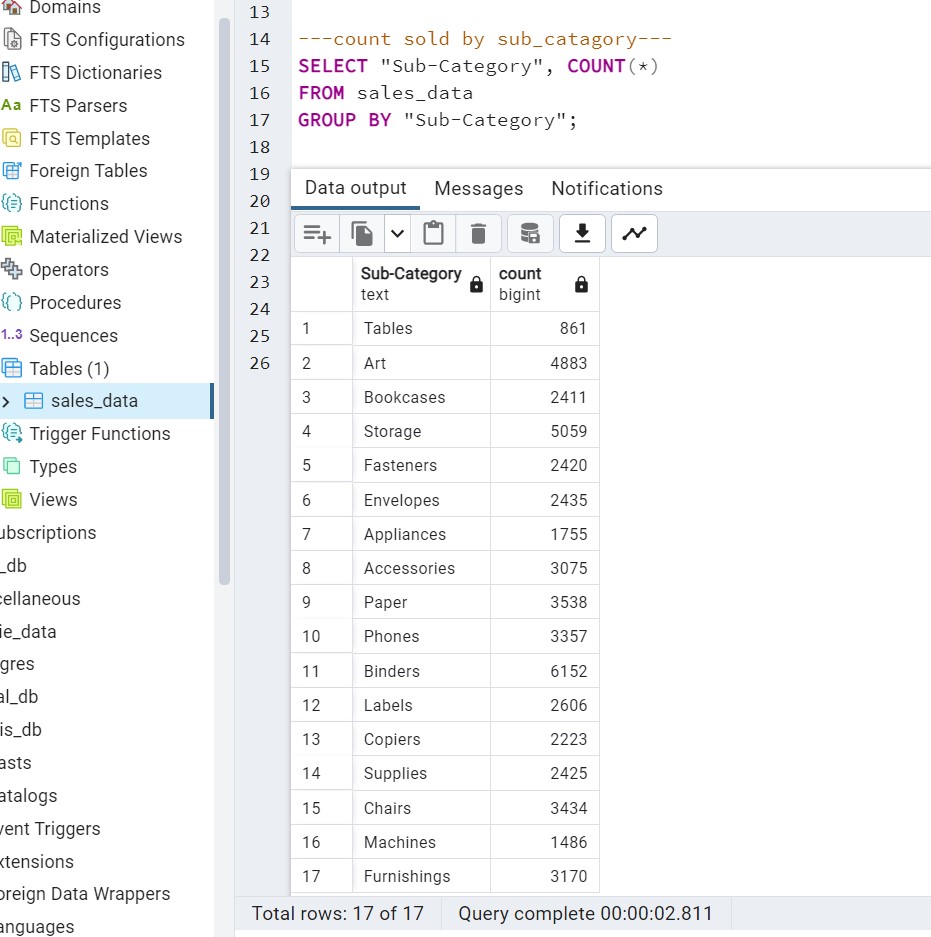 Domains
FTS Configurations
FTS Dictionaries
Aa FTS Parsers
FTS Templates
Foreign Tables
Functions
Materialized Views
Operators
Procedures
1..3 Sequences
Tables (1)
sales_data
Trigger Functions
Types
Views
ubscriptions
_db
cellaneous
ie_data
gres
al_db
is_db
asts
atalogs
vent Triggers
xtensions
oreign Data Wrappers
anguages
13
14 ---count sold by sub_catagory---
15 SELECT "Sub-Category", COUNT(*)
16 FROM sales_data
17 GROUP BY "Sub-Category";
18
19
20
21
22
23
24
25
26
Data output Messages Notifications
Sub-Category count
text bigint
1 Tables 861
2 Art 4883
3 Bookcases 2411
4 Storage 5059
5 Fasteners 2420
6 Envelopes 2435
7 Appliances 1755
8 Accessories 3075
9 Paper 3538
10 Phones 3357
11 Binders 6152
12 Labels 2606
13 Copiers 2223
14 Supplies 2425
15 Chairs 3434
16 Machines 1486
17 Furnishings 3170
Total rows: 17 of 17 Query complete 00:00:02.811